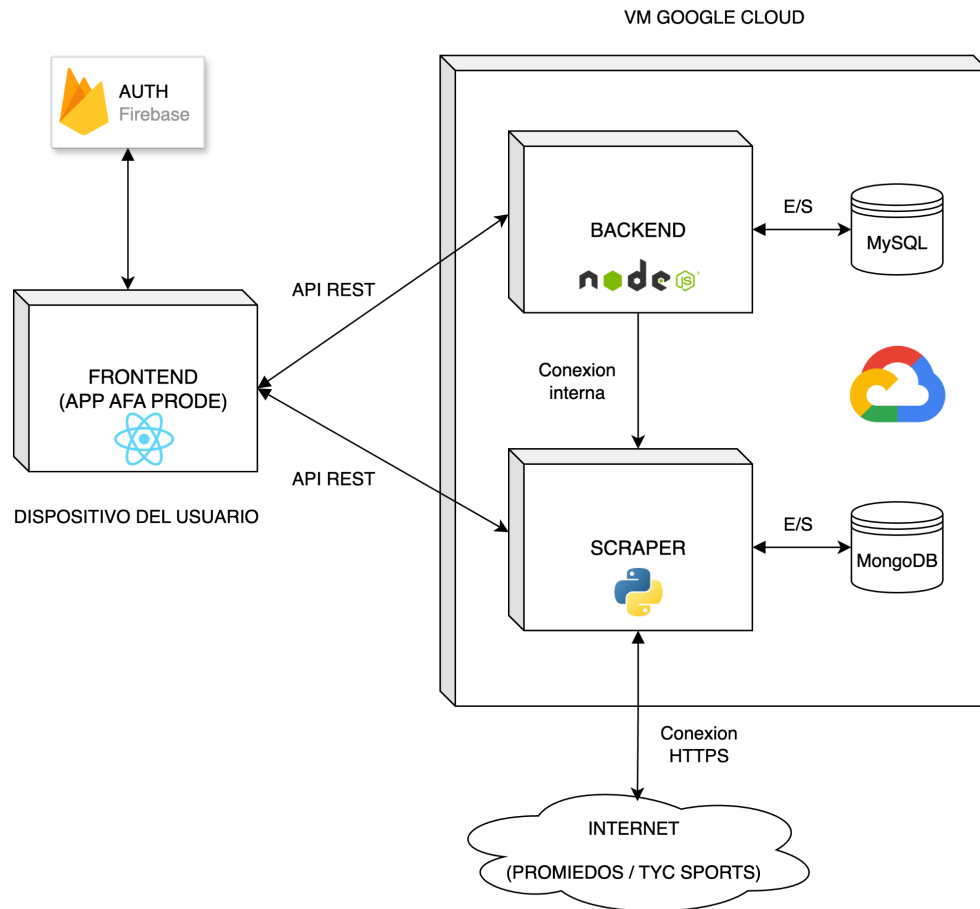 VM GOOGLE CLOUD
AUTH
Firebase
BACKEND
node
JS
E/S
MySQL
API REST
FRONTEND
(APP AFA PRODE)
Conexion
interna
API REST
DISPOSITIVO DEL USUARIO
SCRAPER
E/S
MongoDB
Conexion
HTTPS
INTERNET
(PROMIEDOS / TYC SPORTS)